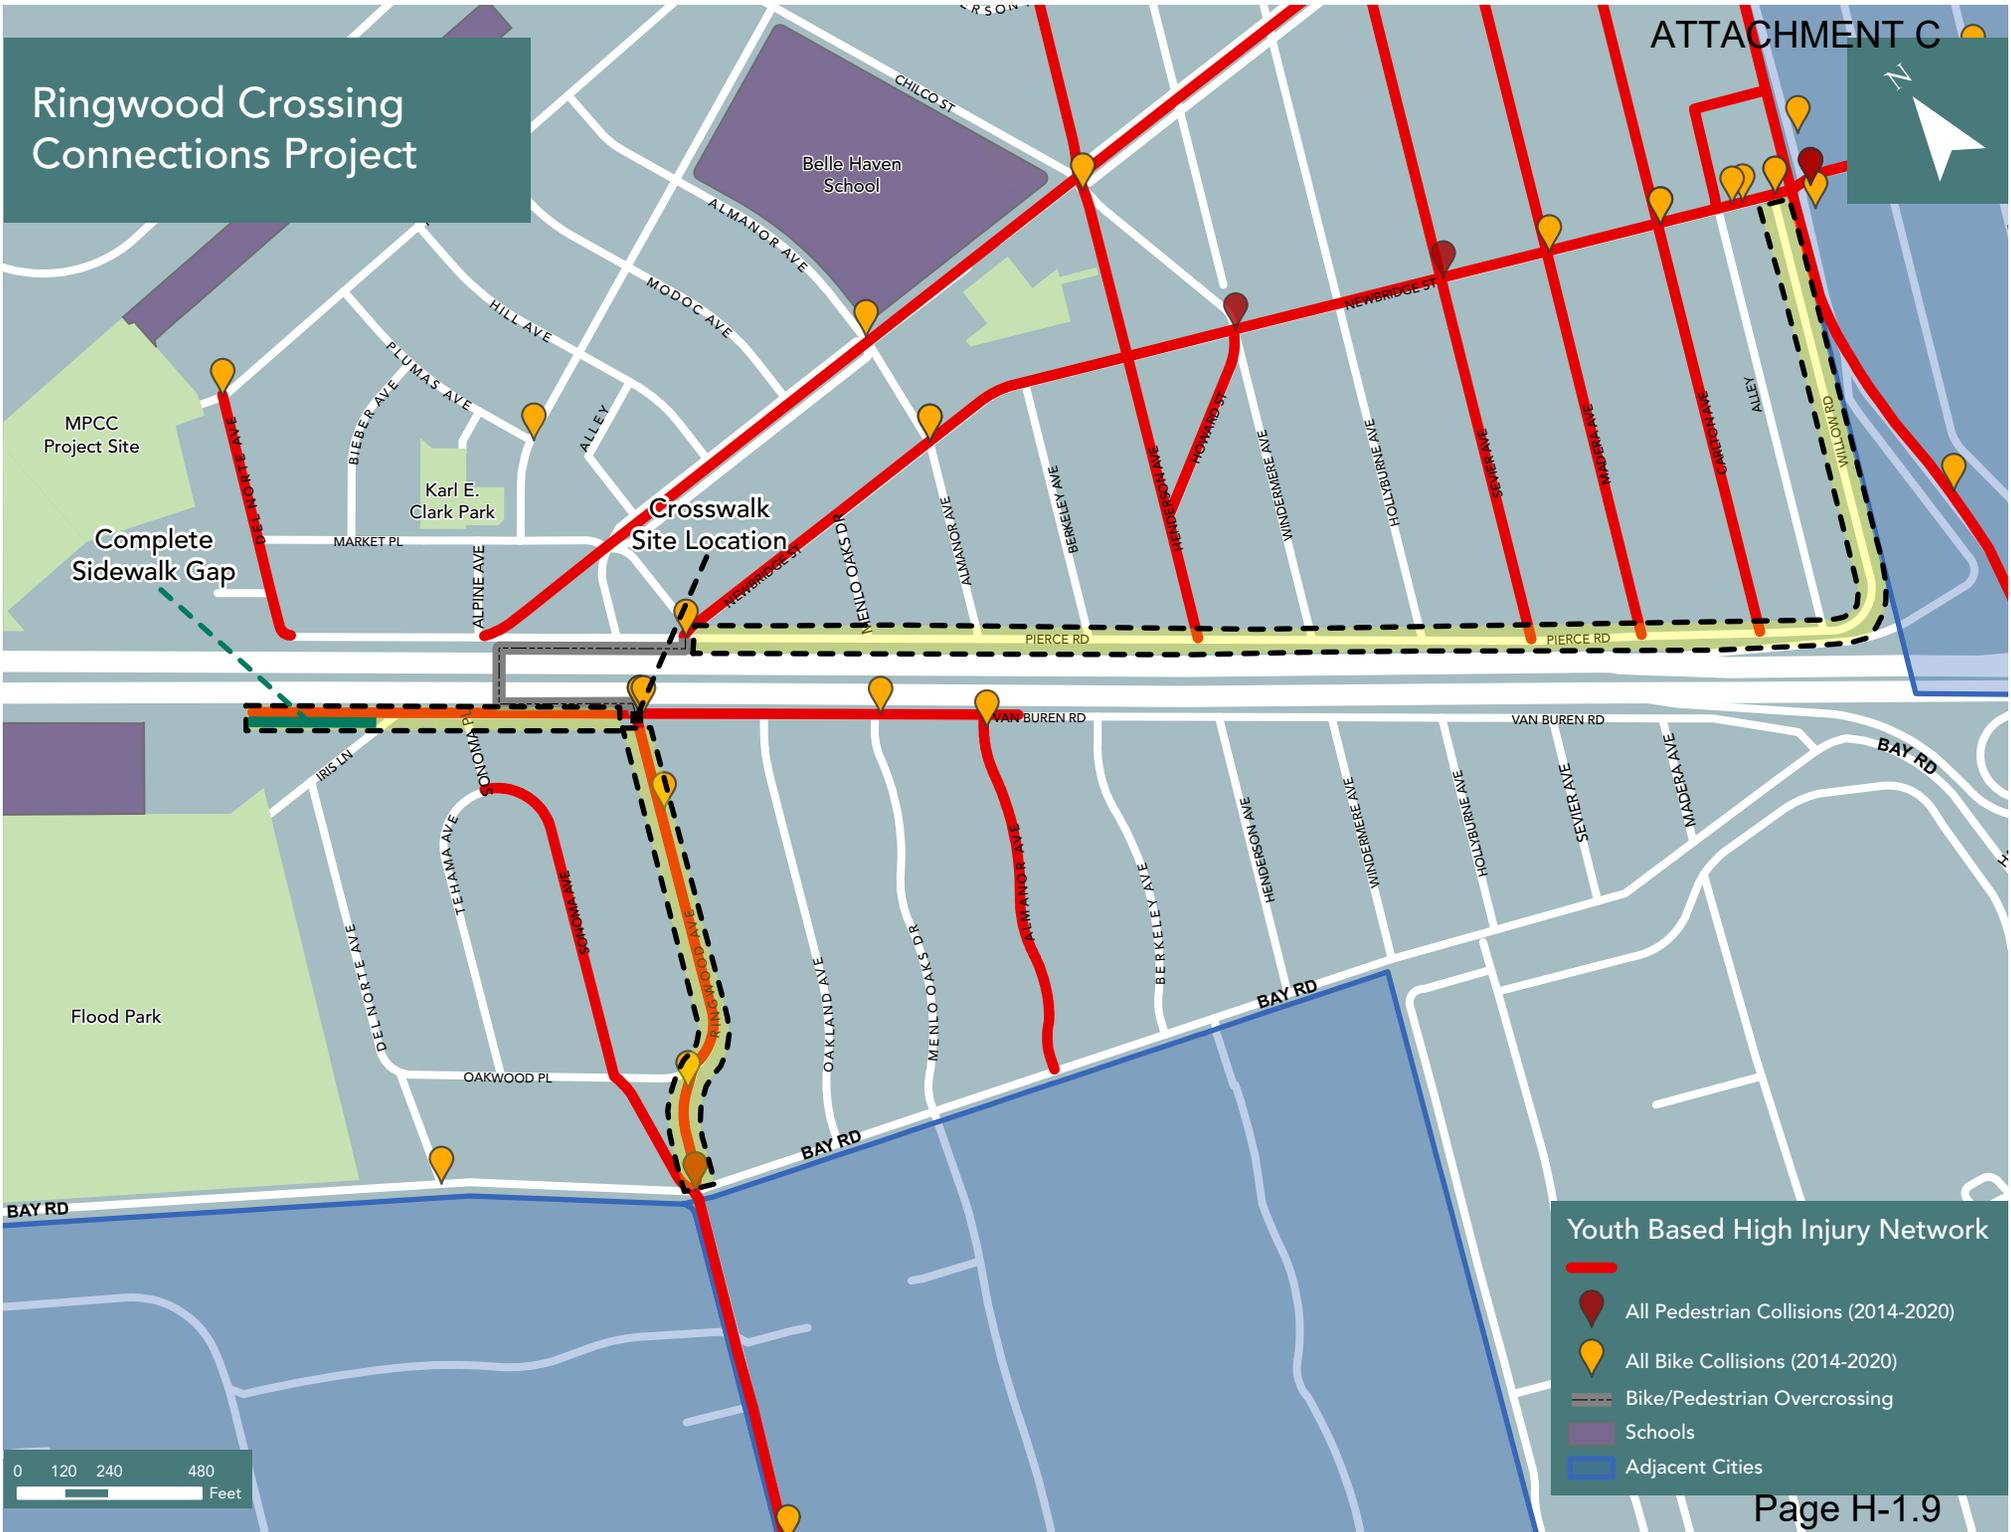 ATTACHMENT C
Ringwood Crossing
Connections Project
N
CHILCO ST
Belle Haven
School
ALMANOR AVE
MODOC AVE
HILL AVE
PLUMAS AVE
BIEBER AVE
ALLEY
NEWBRIDGE ST
MPCC
Project Site
DEL NORTE AVE
Karl E.
Clark Park
MARKET PL
ALPINE AVE
Complete
Sidewalk Gap
Crosswalk
Site Location
NEWBRIDGE ST
MENLO OAKS DR
ALMANOR AVE
BERKELEY AVE
HENDERSON AVE
HOWARD ST
WINDERMERE AVE
HOLLYBURNE AVE
SEVIER AVE
MADERA AVE
CARLTON AVE
ALLEY
WILLOW RD
PIERCE RD
PIERCE RD
VAN BUREN RD
VAN BUREN RD
IRIS LN
SONOMA PL
TEHAMA AVE
SONOMA AVE
RINGWOOD AVE
DEL NORTE AVE
OAKWOOD PL
OAKLAND AVE
MENLO OAKS DR
ALMANOR AVE
BERKELEY AVE
HENDERSON AVE
WINDERMERE AVE
HOLLYBURNE AVE
SEVIER AVE
MADERA AVE
BAY RD
Flood Park
BAY RD
BAY RD
BAY RD
Youth Based High Injury Network
All Pedestrian Collisions (2014-2020)
All Bike Collisions (2014-2020)
Bike/Pedestrian Overcrossing
Schools
Adjacent Cities
0 120 240 480
Feet
Page H-1.9